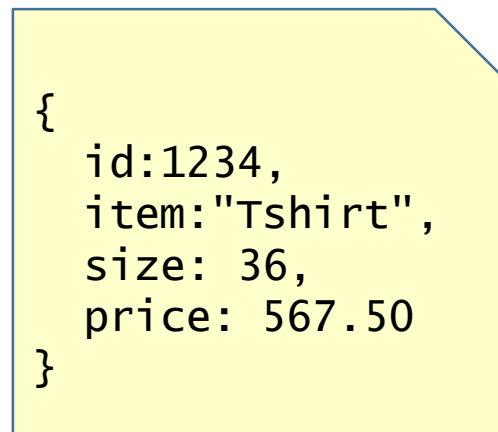 {
id:1234,
item:"Tshirt",
size: 36,
price: 567.50
}